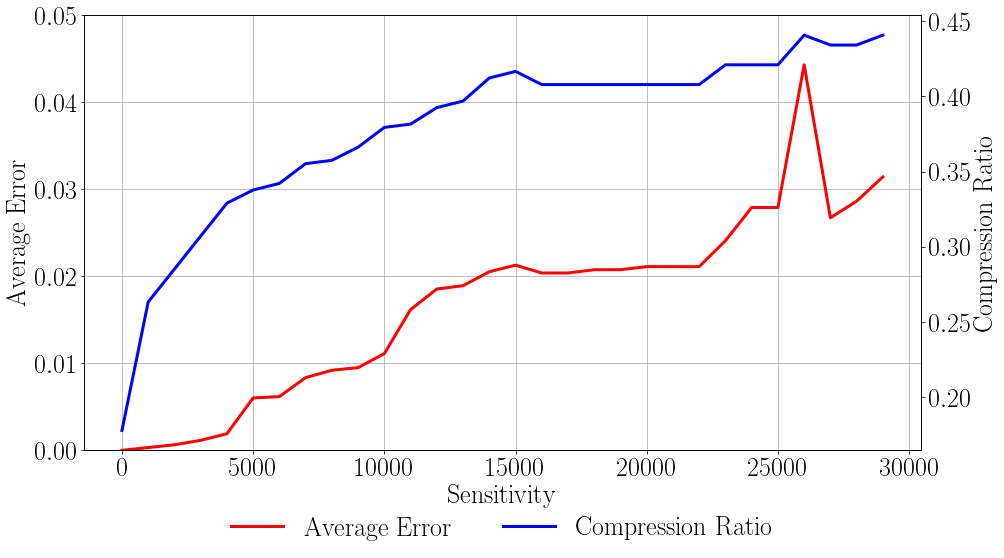 0.05
0.04
0.03
0.02
0.01
0.00
Average Error
0.45
0.40
0.35
0.30
0.25
0.20
Compression Ratio
0 5000 10000 15000 20000 25000 30000
Sensitivity
Average Error Compression Ratio